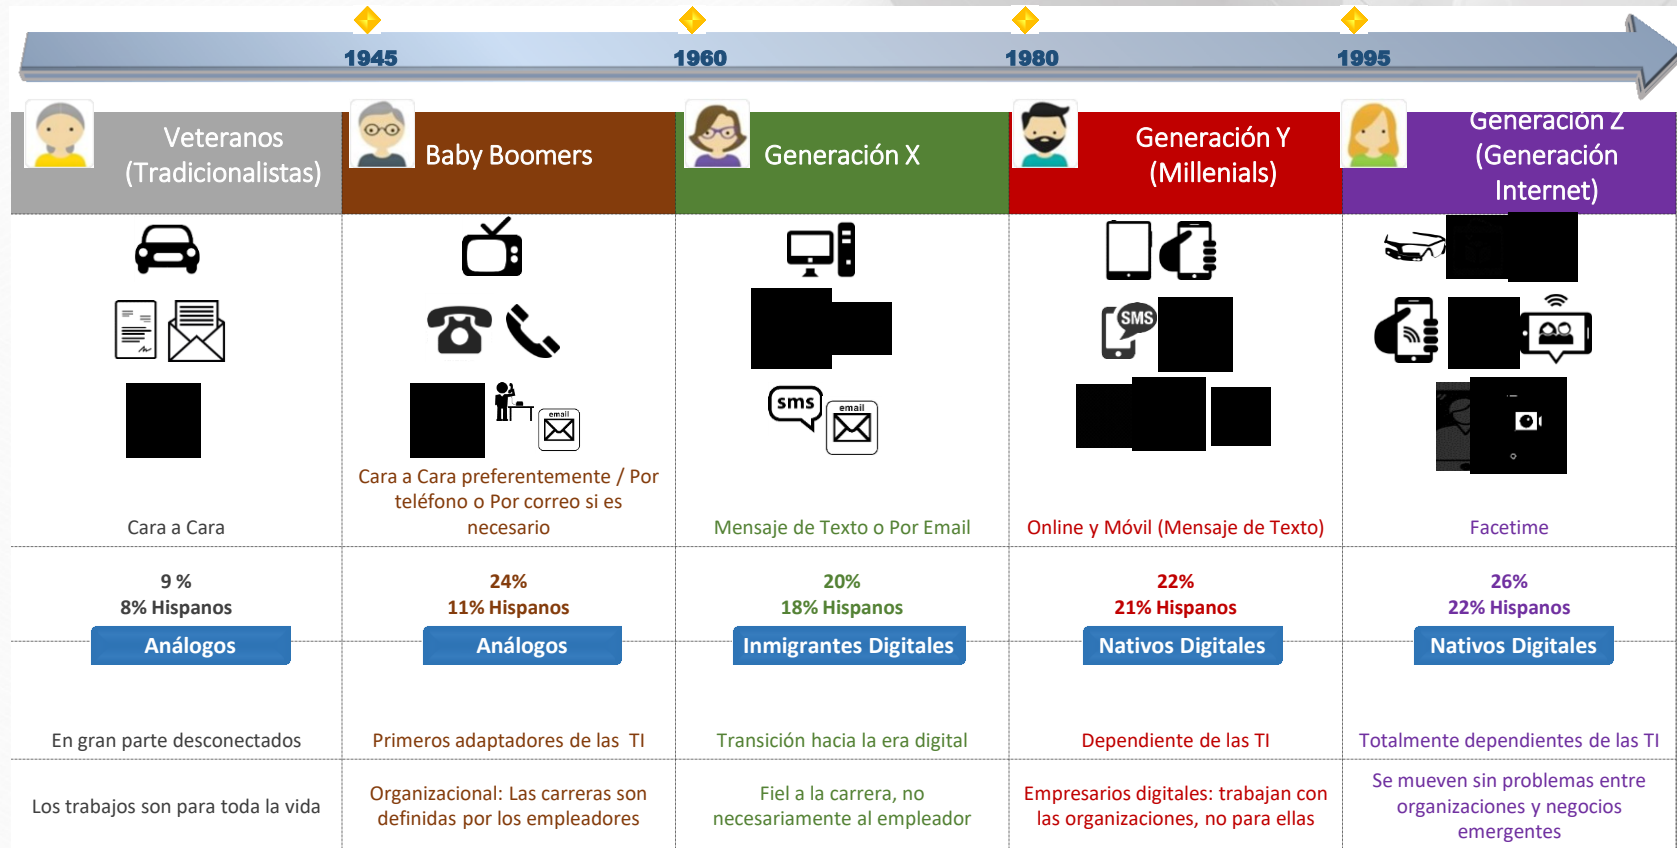 1945
1960
1980
1995
Veteranos
(Tradicionalistas)
Baby Boomers
Generación X
Generación Y
(Millenials)
Generación Z
(Generación
Internet)
SMS
sms
email
email
Cara a Cara
Cara a Cara preferentemente / Por
teléfono o Por correo si es
necesario
Mensaje de Texto o Por Email
Online y Móvil (Mensaje de Texto)
Facetime
9 %
8% Hispanos
24%
11% Hispanos
20%
18% Hispanos
22%
21% Hispanos
26%
22% Hispanos
Análogos
Análogos
Inmigrantes Digitales
Nativos Digitales
Nativos Digitales
En gran parte desconectados
Primeros adaptadores de las TI
Transición hacia la era digital
Dependiente de las TI
Totalmente dependientes de las TI
Los trabajos son para toda la vida
Organizacional: Las carreras son
definidas por los empleadores
Fiel a la carrera, no
necesariamente al empleador
Empresarios digitales: trabajan con
las organizaciones, no para ellas
Se mueven sin problemas entre
organizaciones y negocios
emergentes